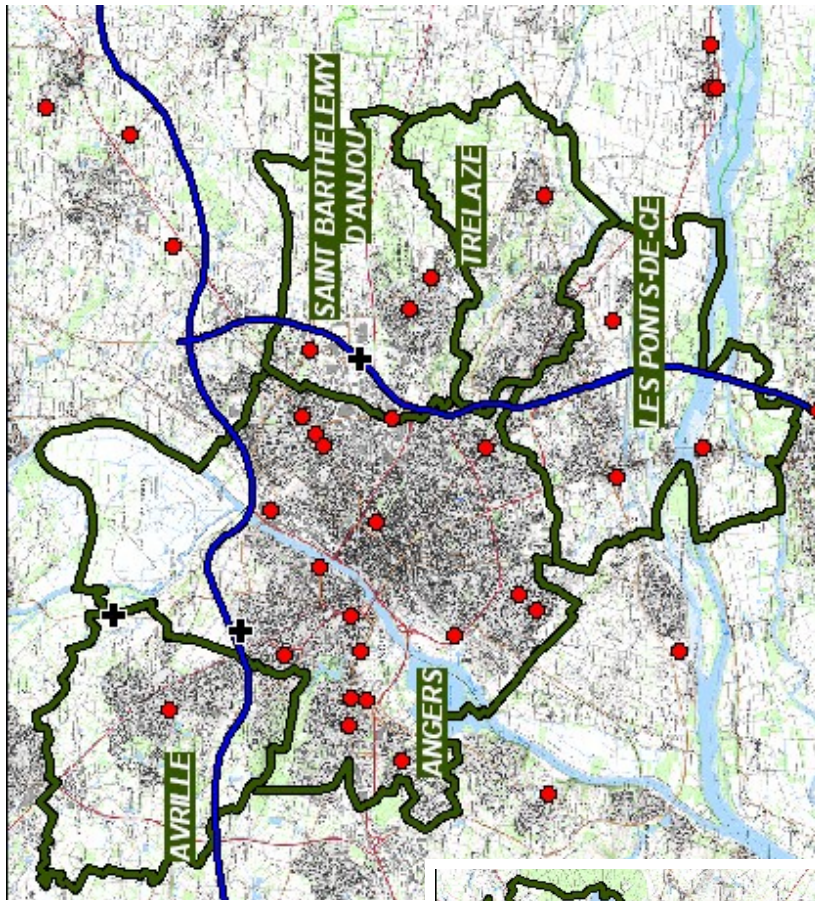 SAINT BARTHELEMY
D'ANJOU
TRELAZE
LES PONTS-DE-CE
ANGERS
AVRILLE